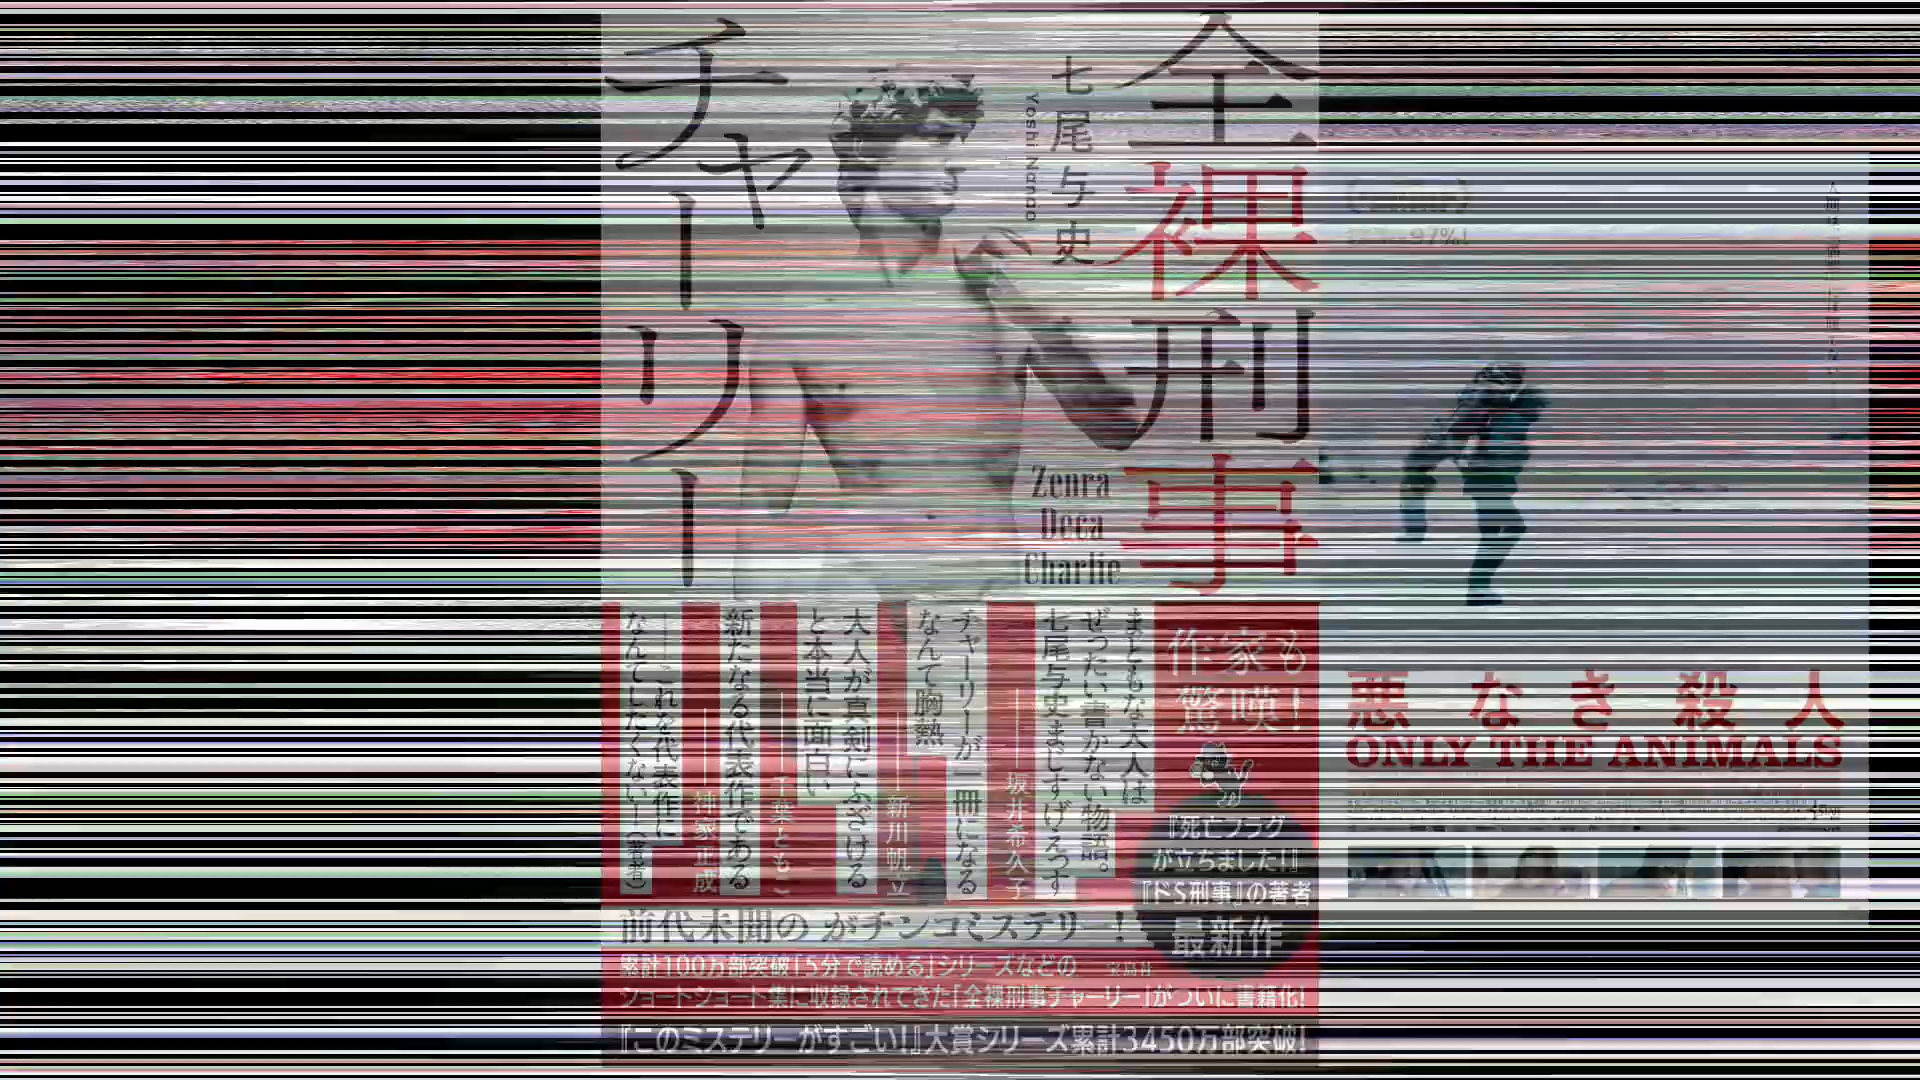 全裸刑事
チャーリー
七尾与史
Yoshi Nanao
Zenra
Deca
Charlie
作家も
驚嘆!
まともな大人は
ぜったい書かない物語。
七尾与史ましすげえっす
坂井希久子
チャーリーが一冊になる
なんて胸熱
新川帆立
大人が真剣にふざける
と本当に面白い
千葉ともこ
新たなる代表作である
神家正成
――これを代表作に
なんてしたくない!(著者)
『死亡フラグ
が立ちました!』
『ドS刑事』の著者
最新作
前代未聞の がチンコミステリー!
累計100万部突破「5分で読める」シリーズなどの
宝島社
ショートショート集に収録されてきた「全裸刑事チャーリー」がついに書籍化!
『このミステリーがすごい!』大賞シリーズ累計3450万部突破!
97%!
悪なき殺人
ONLY THE ANIMALS